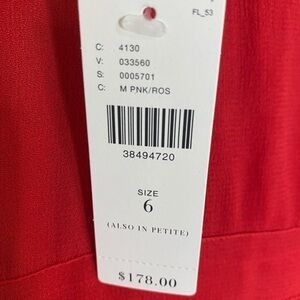 FL_53
C: 4130
V: 033560
S: 0005701
C: M PNK/ROS
38494720
SIZE
6
(ALSO IN PETITE)
$178.00